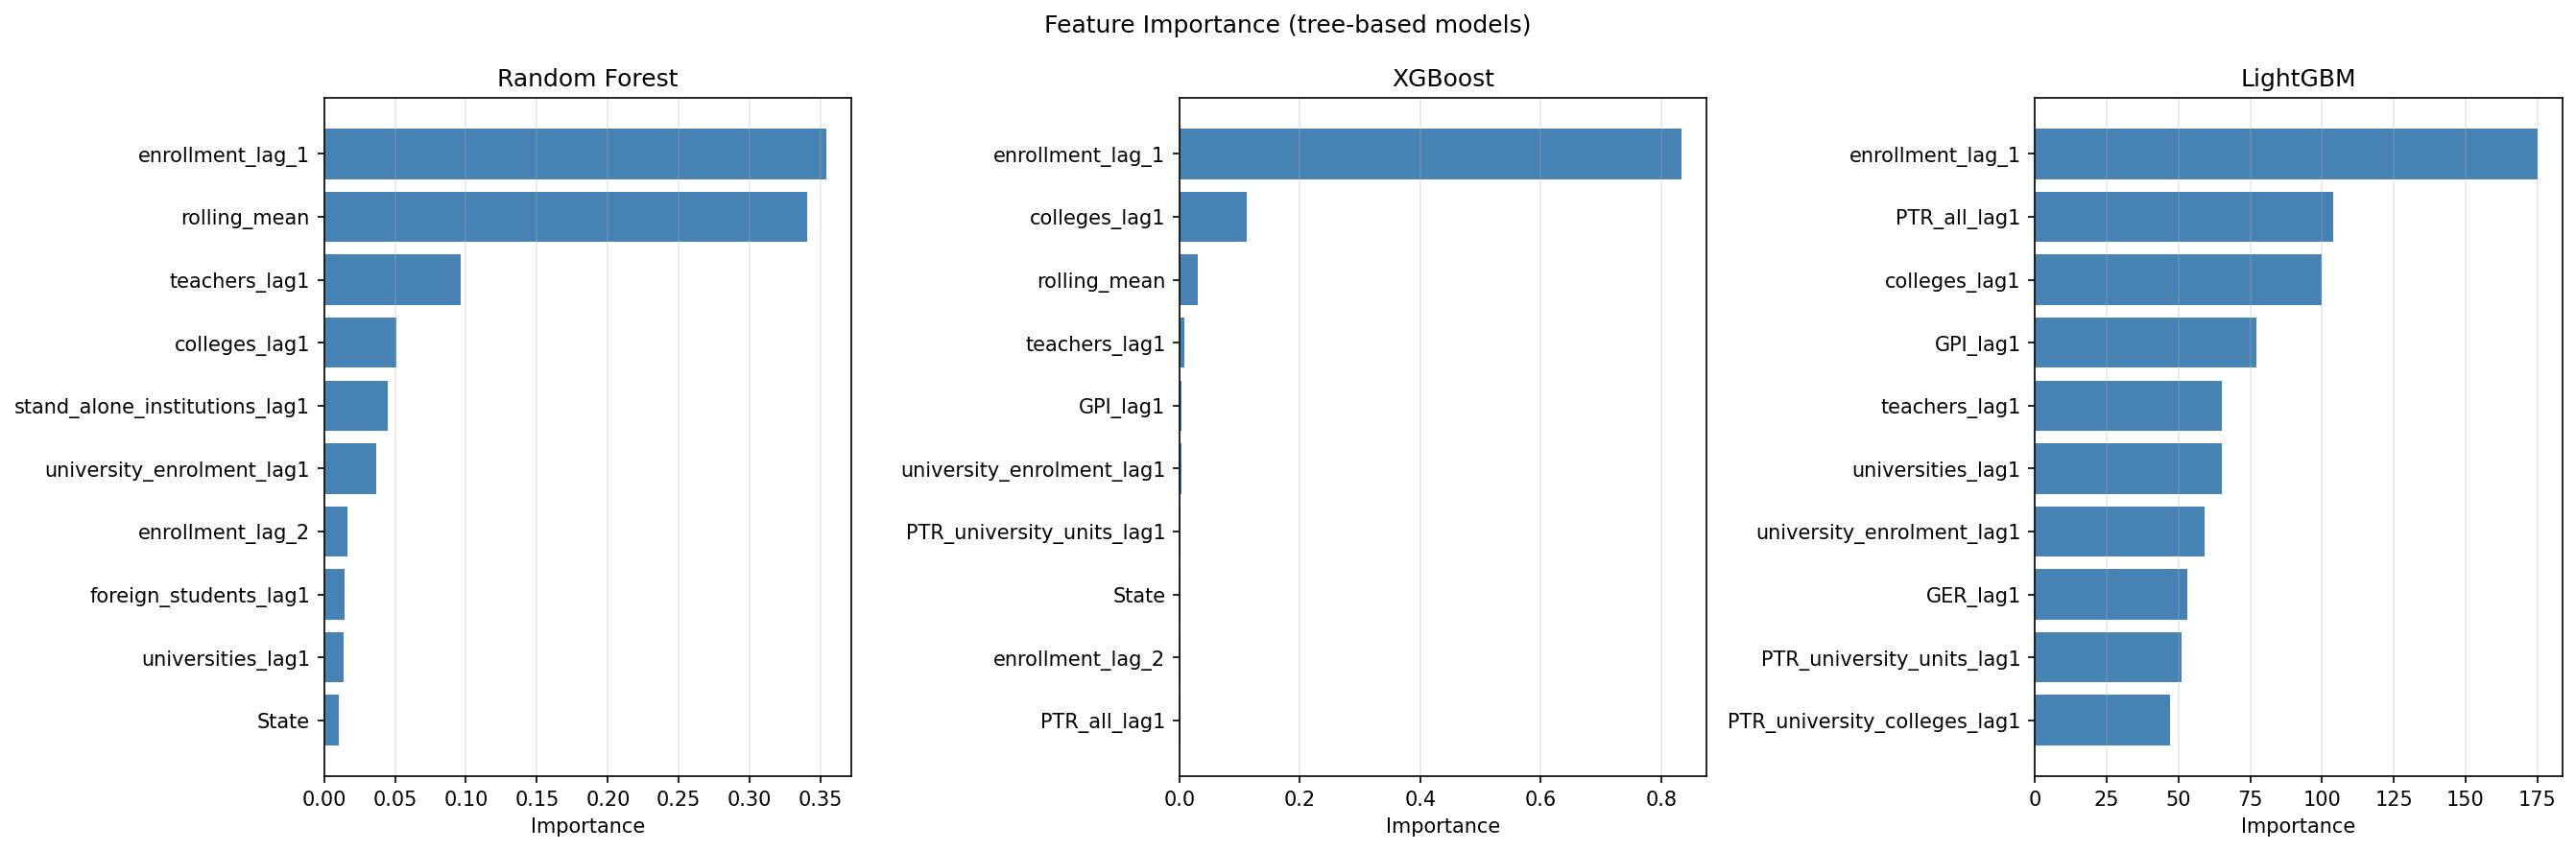 Feature Importance (tree-based models)
Random Forest
enrollment_lag_1
rolling_mean
teachers_lag1
colleges_lag1
stand_alone_institutions_lag1
university_enrolment_lag1
enrollment_lag_2
foreign_students_lag1
universities_lag1
State
0.00 0.05 0.10 0.15 0.20 0.25 0.30 0.35
Importance
XGBoost
enrollment_lag_1
colleges_lag1
rolling_mean
teachers_lag1
GPI_lag1
university_enrolment_lag1
PTR_university_units_lag1
State
enrollment_lag_2
PTR_all_lag1
0.0 0.2 0.4 0.6 0.8
Importance
LightGBM
enrollment_lag_1
PTR_all_lag1
colleges_lag1
GPI_lag1
teachers_lag1
universities_lag1
university_enrolment_lag1
GER_lag1
PTR_university_units_lag1
PTR_university_colleges_lag1
0 25 50 75 100 125 150 175
Importance